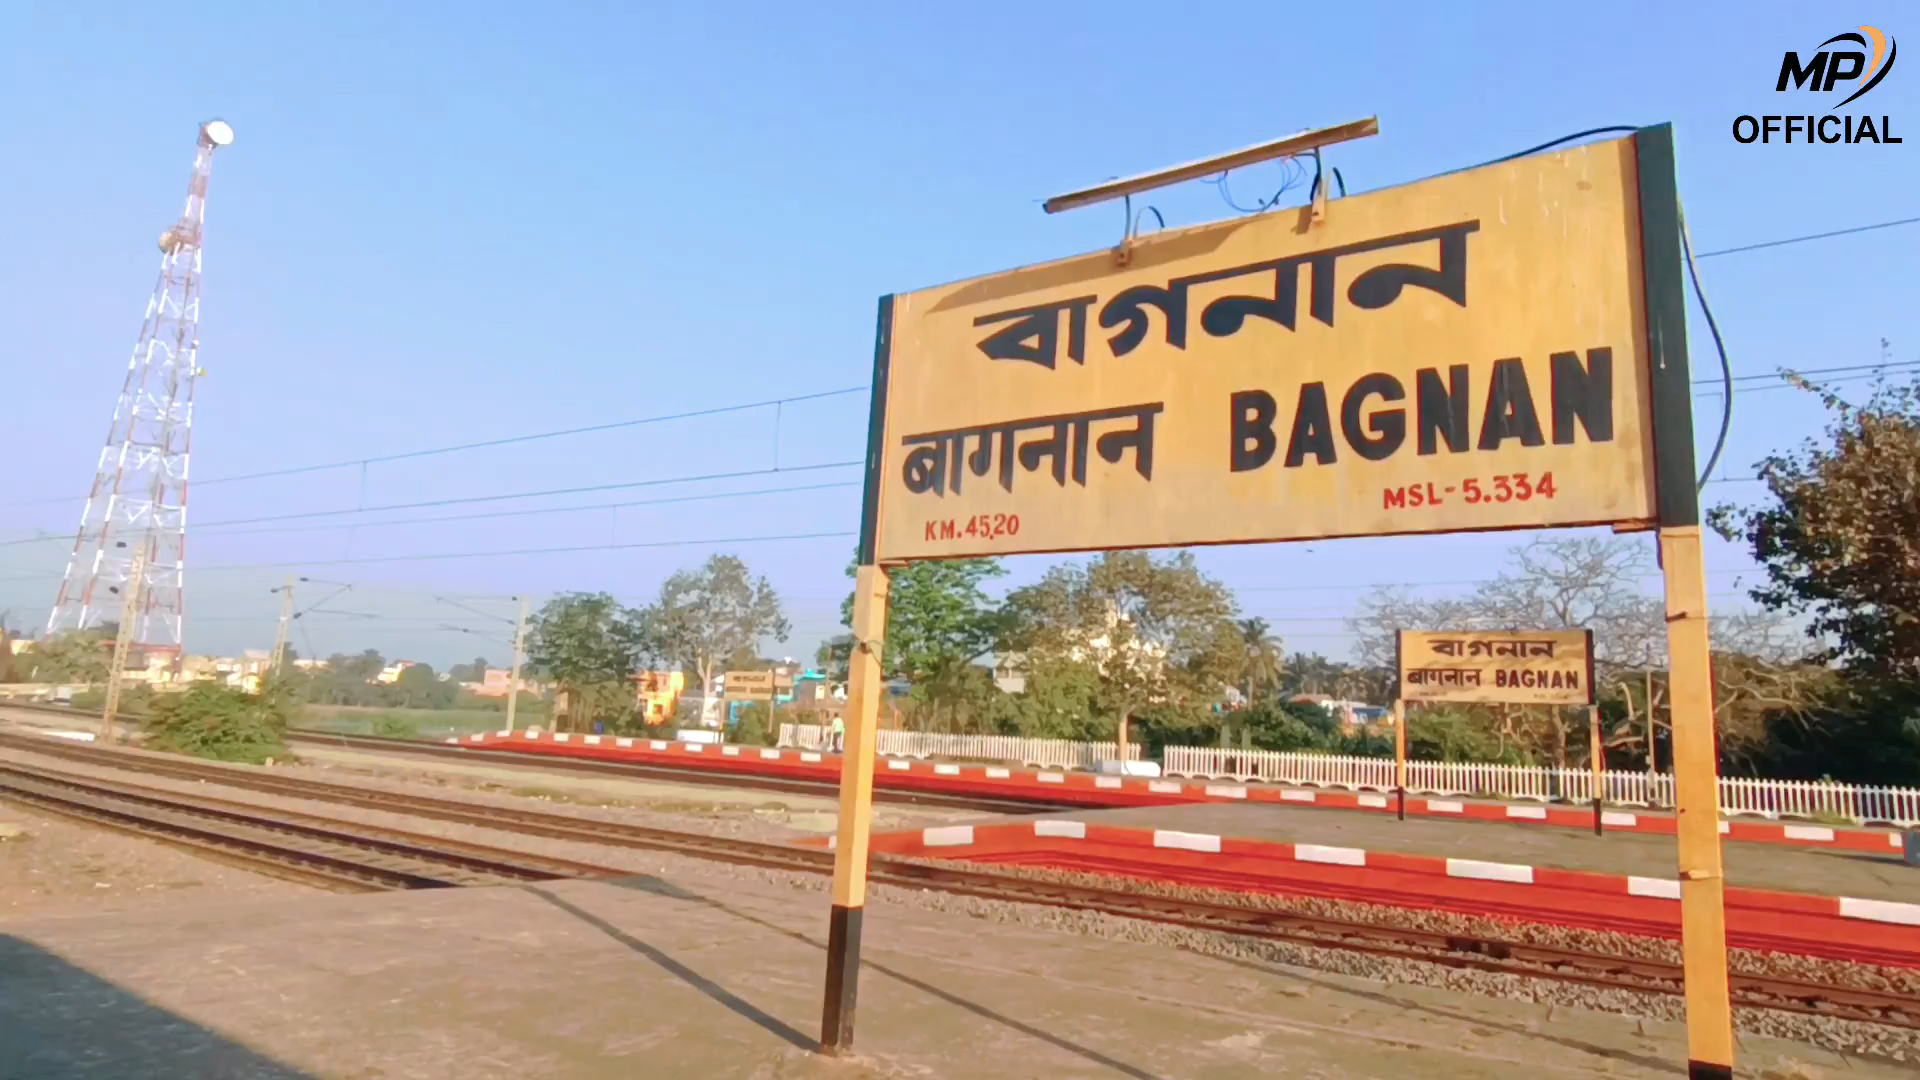 MP
OFFICIAL
বাগনান
बागनान BAGNAN
KM.45.20
MSL-5.334
বাগনান
बागनान BAGNAN